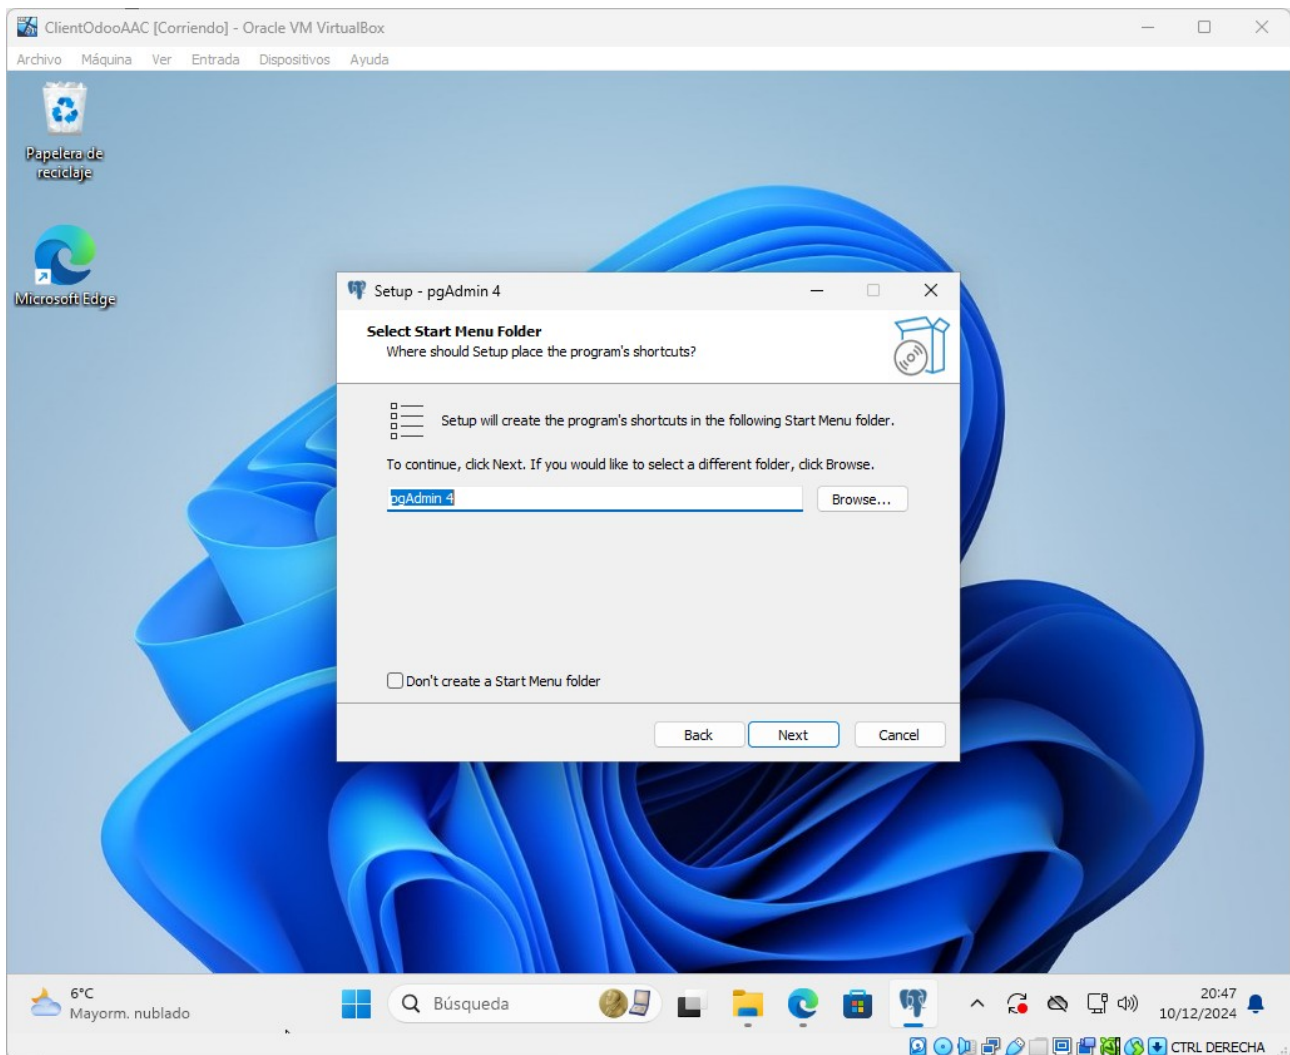 ClientOdooAAC [Corriendo] - Oracle VM VirtualBox
Archivo Máquina Ver Entrada Dispositivos Ayuda
Papelera de
reciclaje
Microsoft Edge
Setup - pgAdmin 4
Select Start Menu Folder
Where should Setup place the program's shortcuts?
Setup will create the program's shortcuts in the following Start Menu folder.
To continue, click Next. If you would like to select a different folder, click Browse.
pgAdmin 4
Browse...
Don't create a Start Menu folder
Back Next Cancel
6°C
Mayorm. nublado
Búsqueda
20:47
10/12/2024
CTRL DERECHA